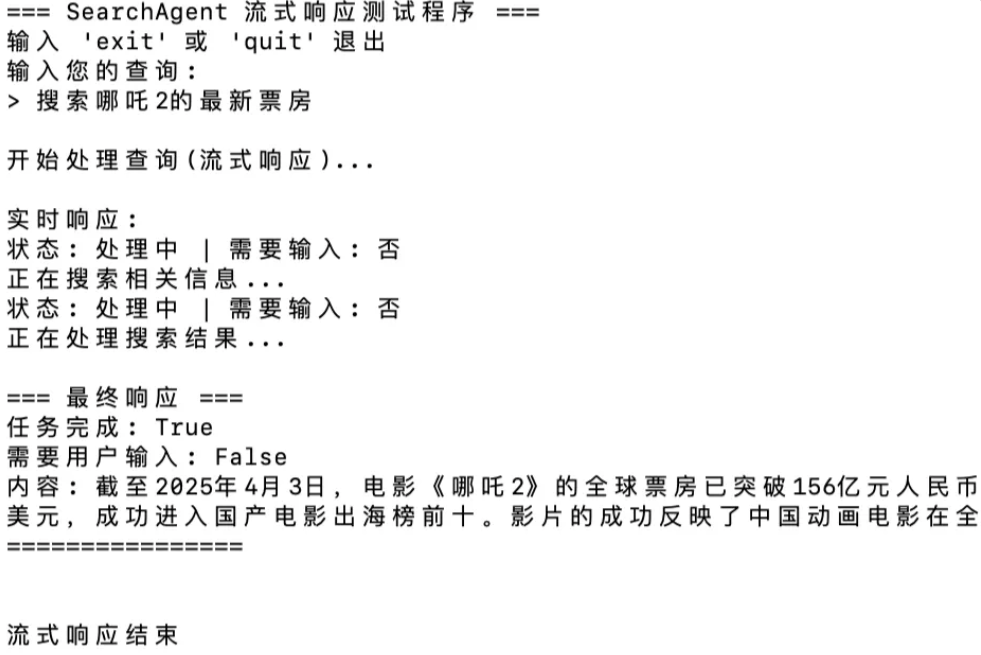 === SearchAgent 流式响应测试程序 ===
输入 'exit' 或 'quit' 退出
输入您的查询:
> 搜索哪吒2的最新票房
开始处理查询(流式响应)...
实时响应:
状态: 处理中 | 需要输入: 否
正在搜索相关信息...
状态: 处理中 | 需要输入: 否
正在处理搜索结果...
=== 最终响应 ===
任务完成: True
需要用户输入: False
内容: 截至2025年4月3日，电影《哪吒2》的全球票房已突破156亿元人民币
美元，成功进入国产电影出海榜前十。影片的成功反映了中国动画电影在全
================
流式响应结束